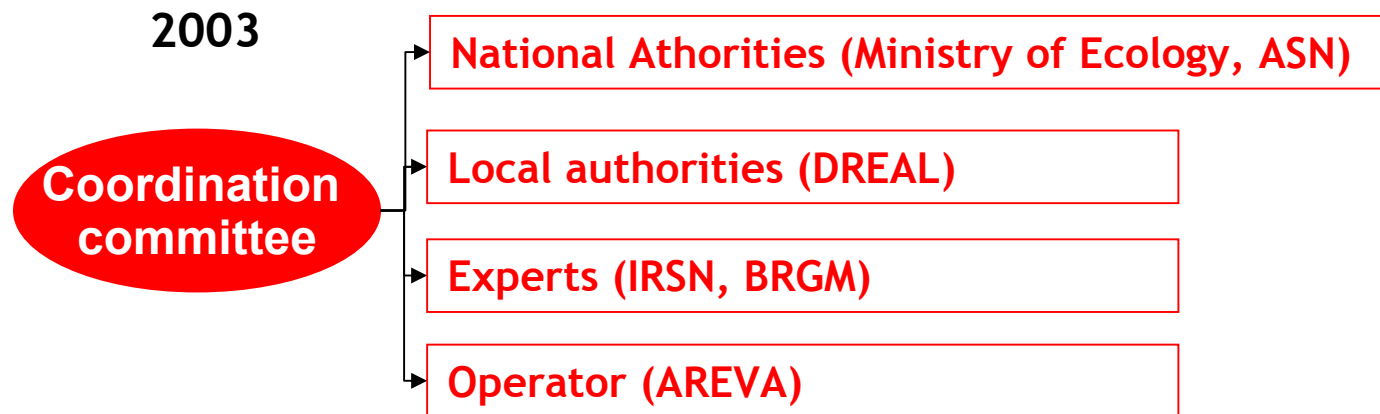 2003
National Athorities (Ministry of Ecology, ASN)
Coordination
committee
Local authorities (DREAL)
Experts (IRSN, BRGM)
Operator (AREVA)